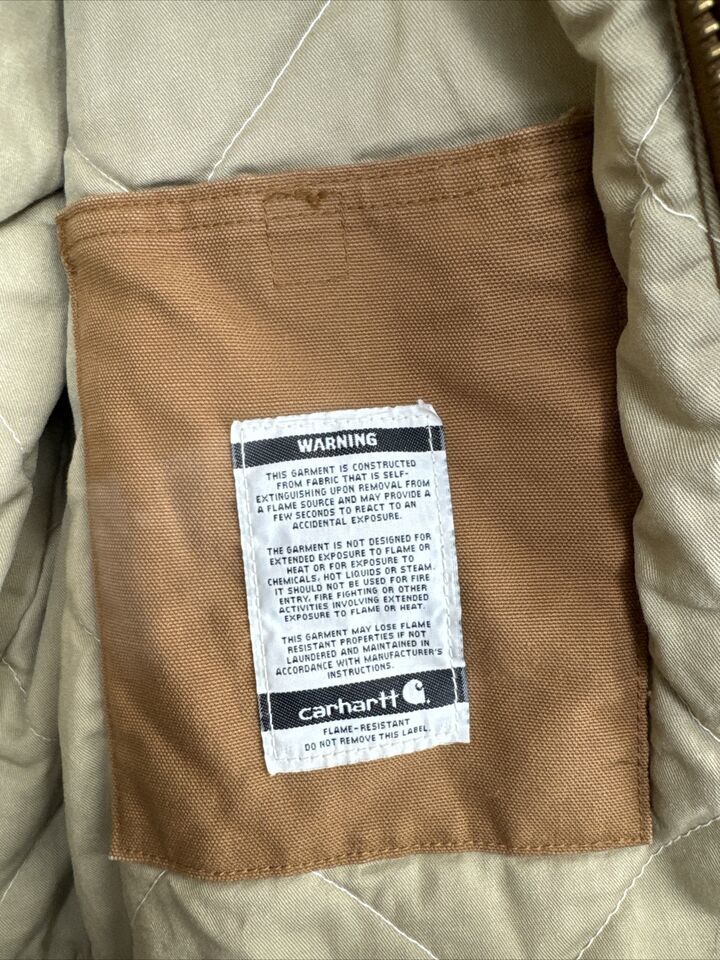 WARNING
THIS GARMENT IS CONSTRUCTED
FROM FABRIC THAT IS SELF-
EXTINGUISHING UPON REMOVAL FROM
A FLAME SOURCE AND MAY PROVIDE A
FEW SECONDS TO REACT TO AN
ACCIDENTAL EXPOSURE.
THE GARMENT IS NOT DESIGNED FOR
EXTENDED EXPOSURE TO FLAME OR
HEAT OR FOR EXPOSURE TO
CHEMICALS, HOT LIQUIDS OR STEAM.
IT SHOULD NOT BE USED FOR FIRE
ENTRY, FIRE FIGHTING OR OTHER
ACTIVITIES INVOLVING EXTENDED
EXPOSURE TO FLAME OR HEAT.
THIS GARMENT MAY LOSE FLAME
RESISTANT PROPERTIES IF NOT
LAUNDERED AND MAINTAINED IN
ACCORDANCE WITH MANUFACTURER'S
INSTRUCTIONS.
carhartt
FLAME-RESISTANT
DO NOT REMOVE THIS LABEL.